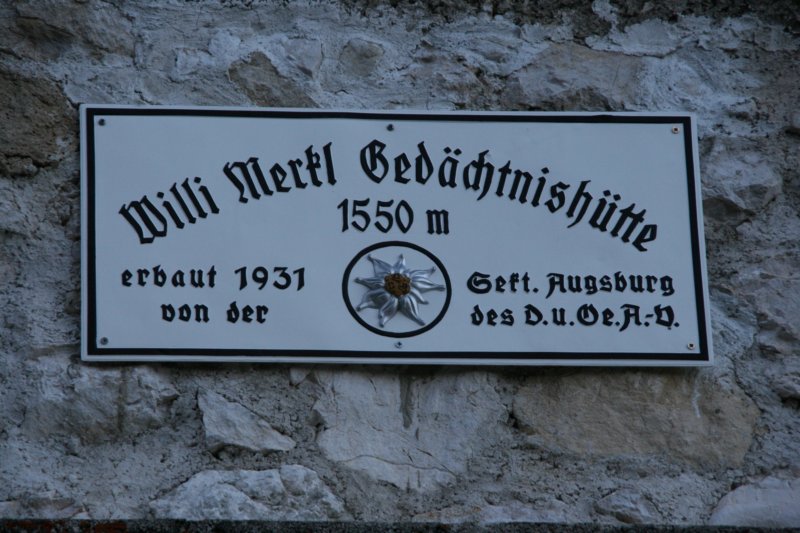 Willi Merkl Gedächtnishütte
1550 m
erbaut 1931
von der
Sekt. Augsburg
des D.u.Oe.A.-V.